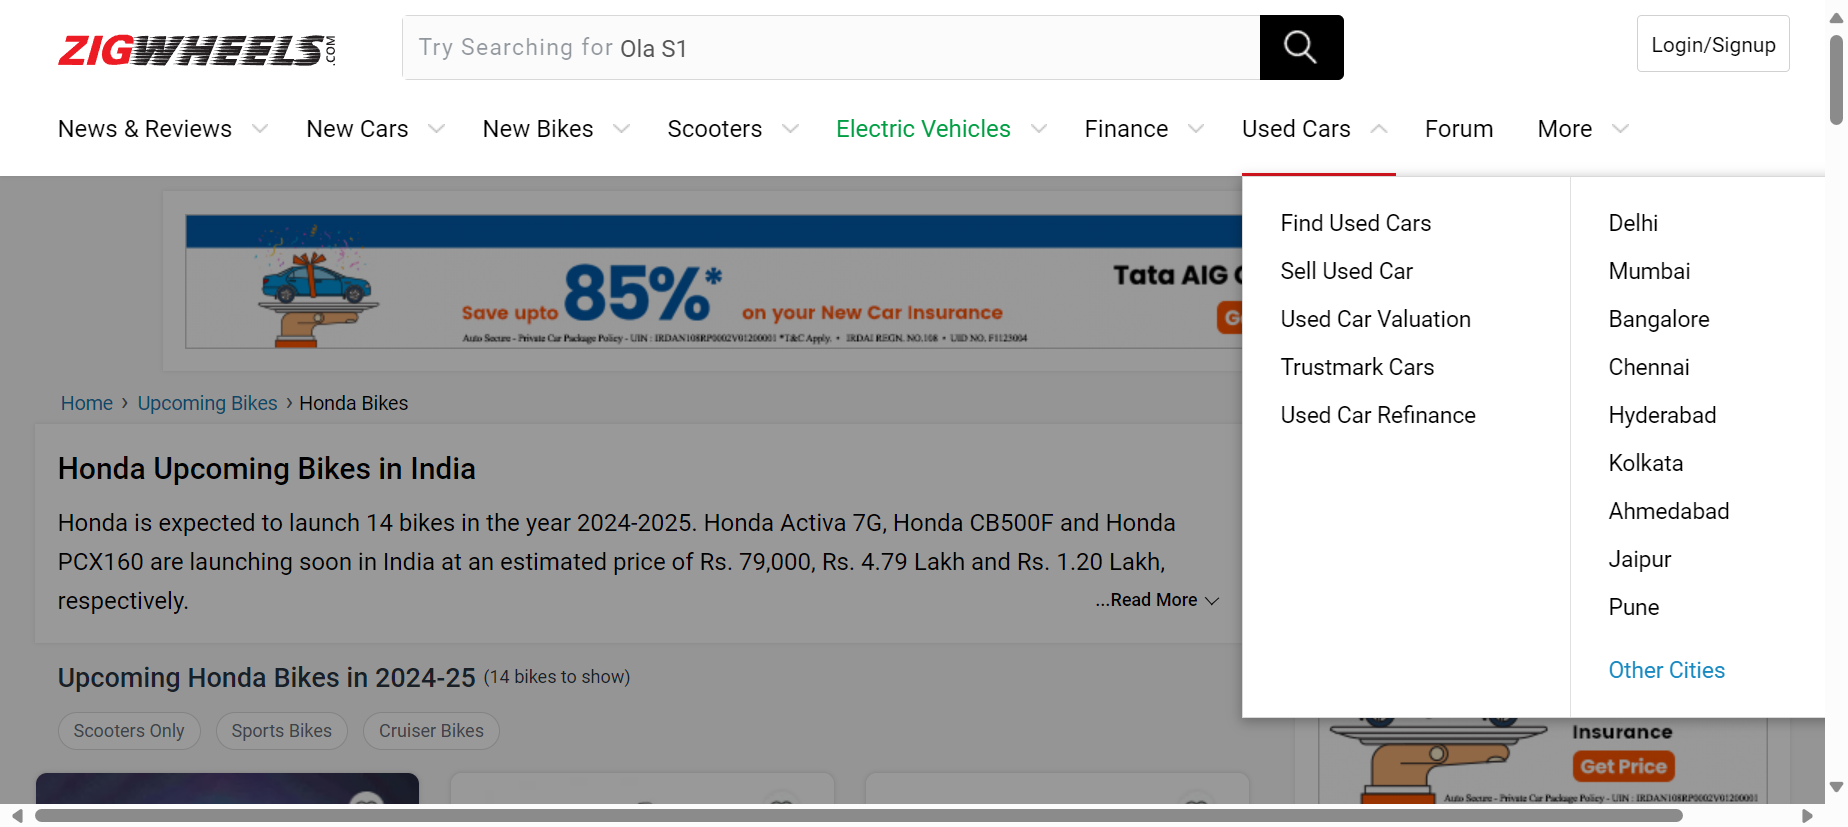 ZIGWHEELS.COM
Try Searching for Ola S1
Login/Signup
News & Reviews
New Cars
New Bikes
Scooters
Electric Vehicles
Finance
Used Cars
Forum
More
Find Used Cars
Sell Used Car
Used Car Valuation
Trustmark Cars
Used Car Refinance
Delhi
Mumbai
Bangalore
Chennai
Hyderabad
Kolkata
Ahmedabad
Jaipur
Pune
Other Cities
Save upto 85%* on your New Car Insurance
Tata AIG
Auto Secure - Private Car Package Policy - UIN : IRDAN108RP0002V01200001 *T&C Apply. • IRDAI REGN. NO.108 • UID NO. F1123004
Home › Upcoming Bikes › Honda Bikes
Honda Upcoming Bikes in India
Honda is expected to launch 14 bikes in the year 2024-2025. Honda Activa 7G, Honda CB500F and Honda
PCX160 are launching soon in India at an estimated price of Rs. 79,000, Rs. 4.79 Lakh and Rs. 1.20 Lakh,
respectively.
...Read More
Upcoming Honda Bikes in 2024-25 (14 bikes to show)
Scooters Only
Sports Bikes
Cruiser Bikes
Insurance
Get Price
Auto Secure - Private Car Package Policy - UIN : IRDAN108RP0002V01200001